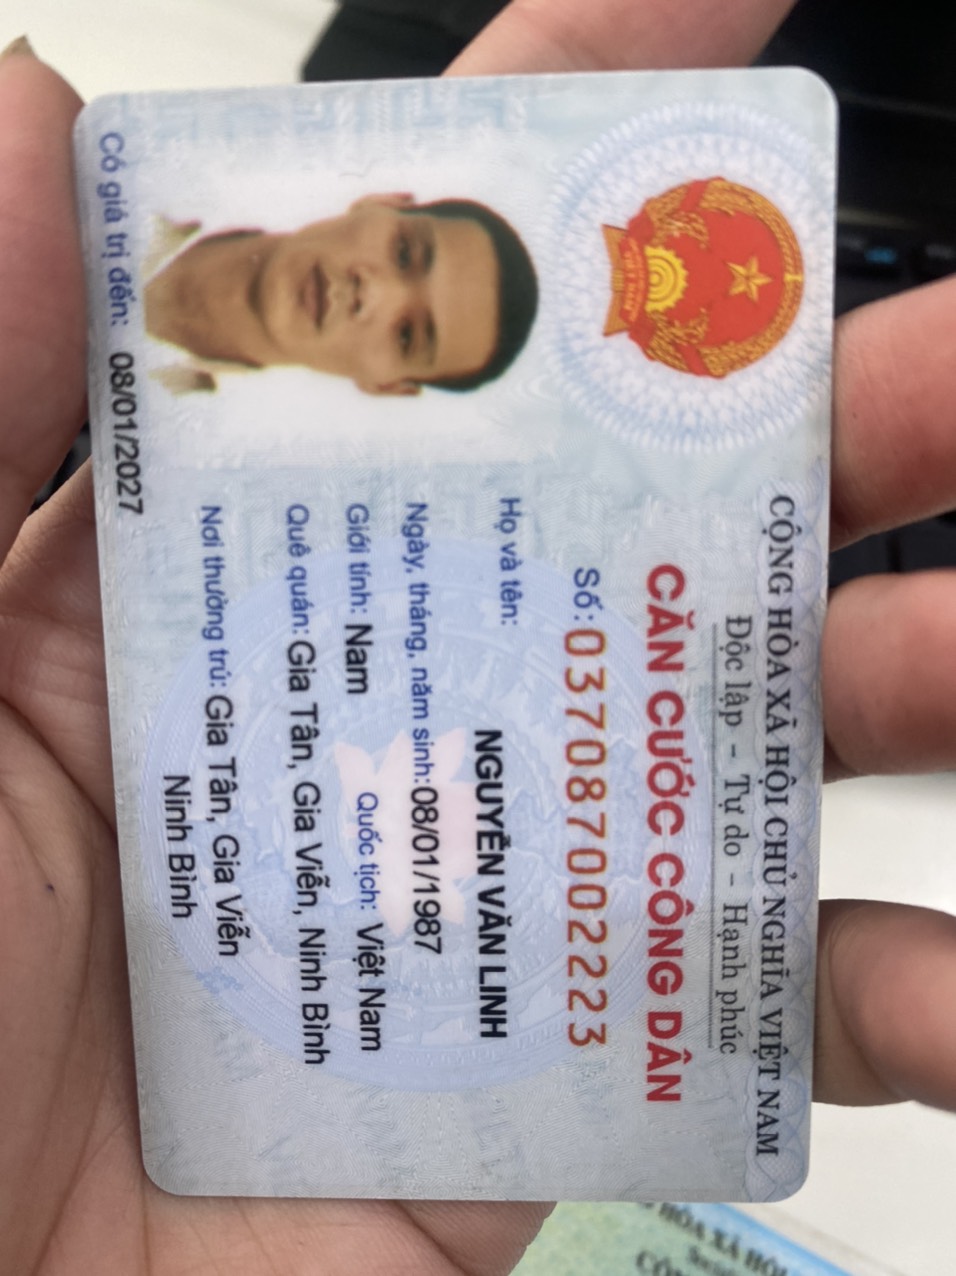 CỘNG HÒA XÃ HỘI CHỦ NGHĨA VIỆT NAM
Độc lập - Tự do - Hạnh phúc
CĂN CƯỚC CÔNG DÂN
Số: 037087002223
Họ và tên:
NGUYỄN VĂN LINH
Ngày, tháng, năm sinh: 08/01/1987
Giới tính: Nam Quốc tịch: Việt Nam
Quê quán: Gia Tân, Gia Viễn, Ninh Bình
Nơi thường trú: Gia Tân, Gia Viễn
Ninh Bình
Có giá trị đến: 08/01/2027
HÒA XÃ HỘI